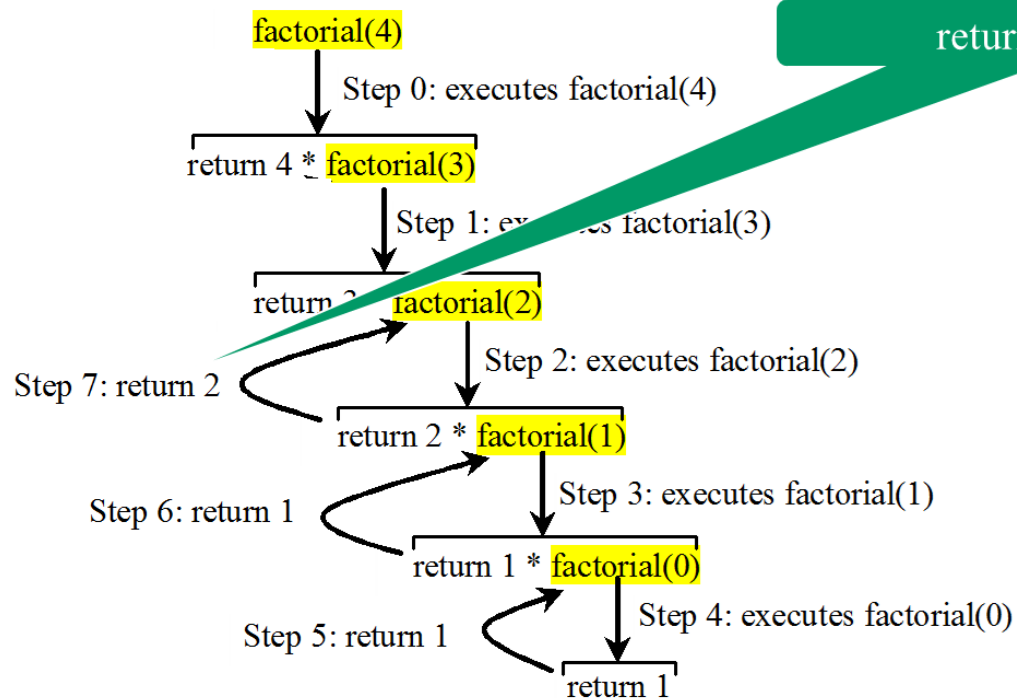 factorial(4)
Step 0: executes factorial(4)
return 4 * factorial(3)
Step 1: factorial(3)
return factorial(2)
Step 2: executes factorial(2)
Step 7: return 2
return 2 * factorial(1)
Step 3: executes factorial(1)
Step 6: return 1
return 1 * factorial(0)
Step 4: executes factorial(0)
Step 5: return 1
return 1